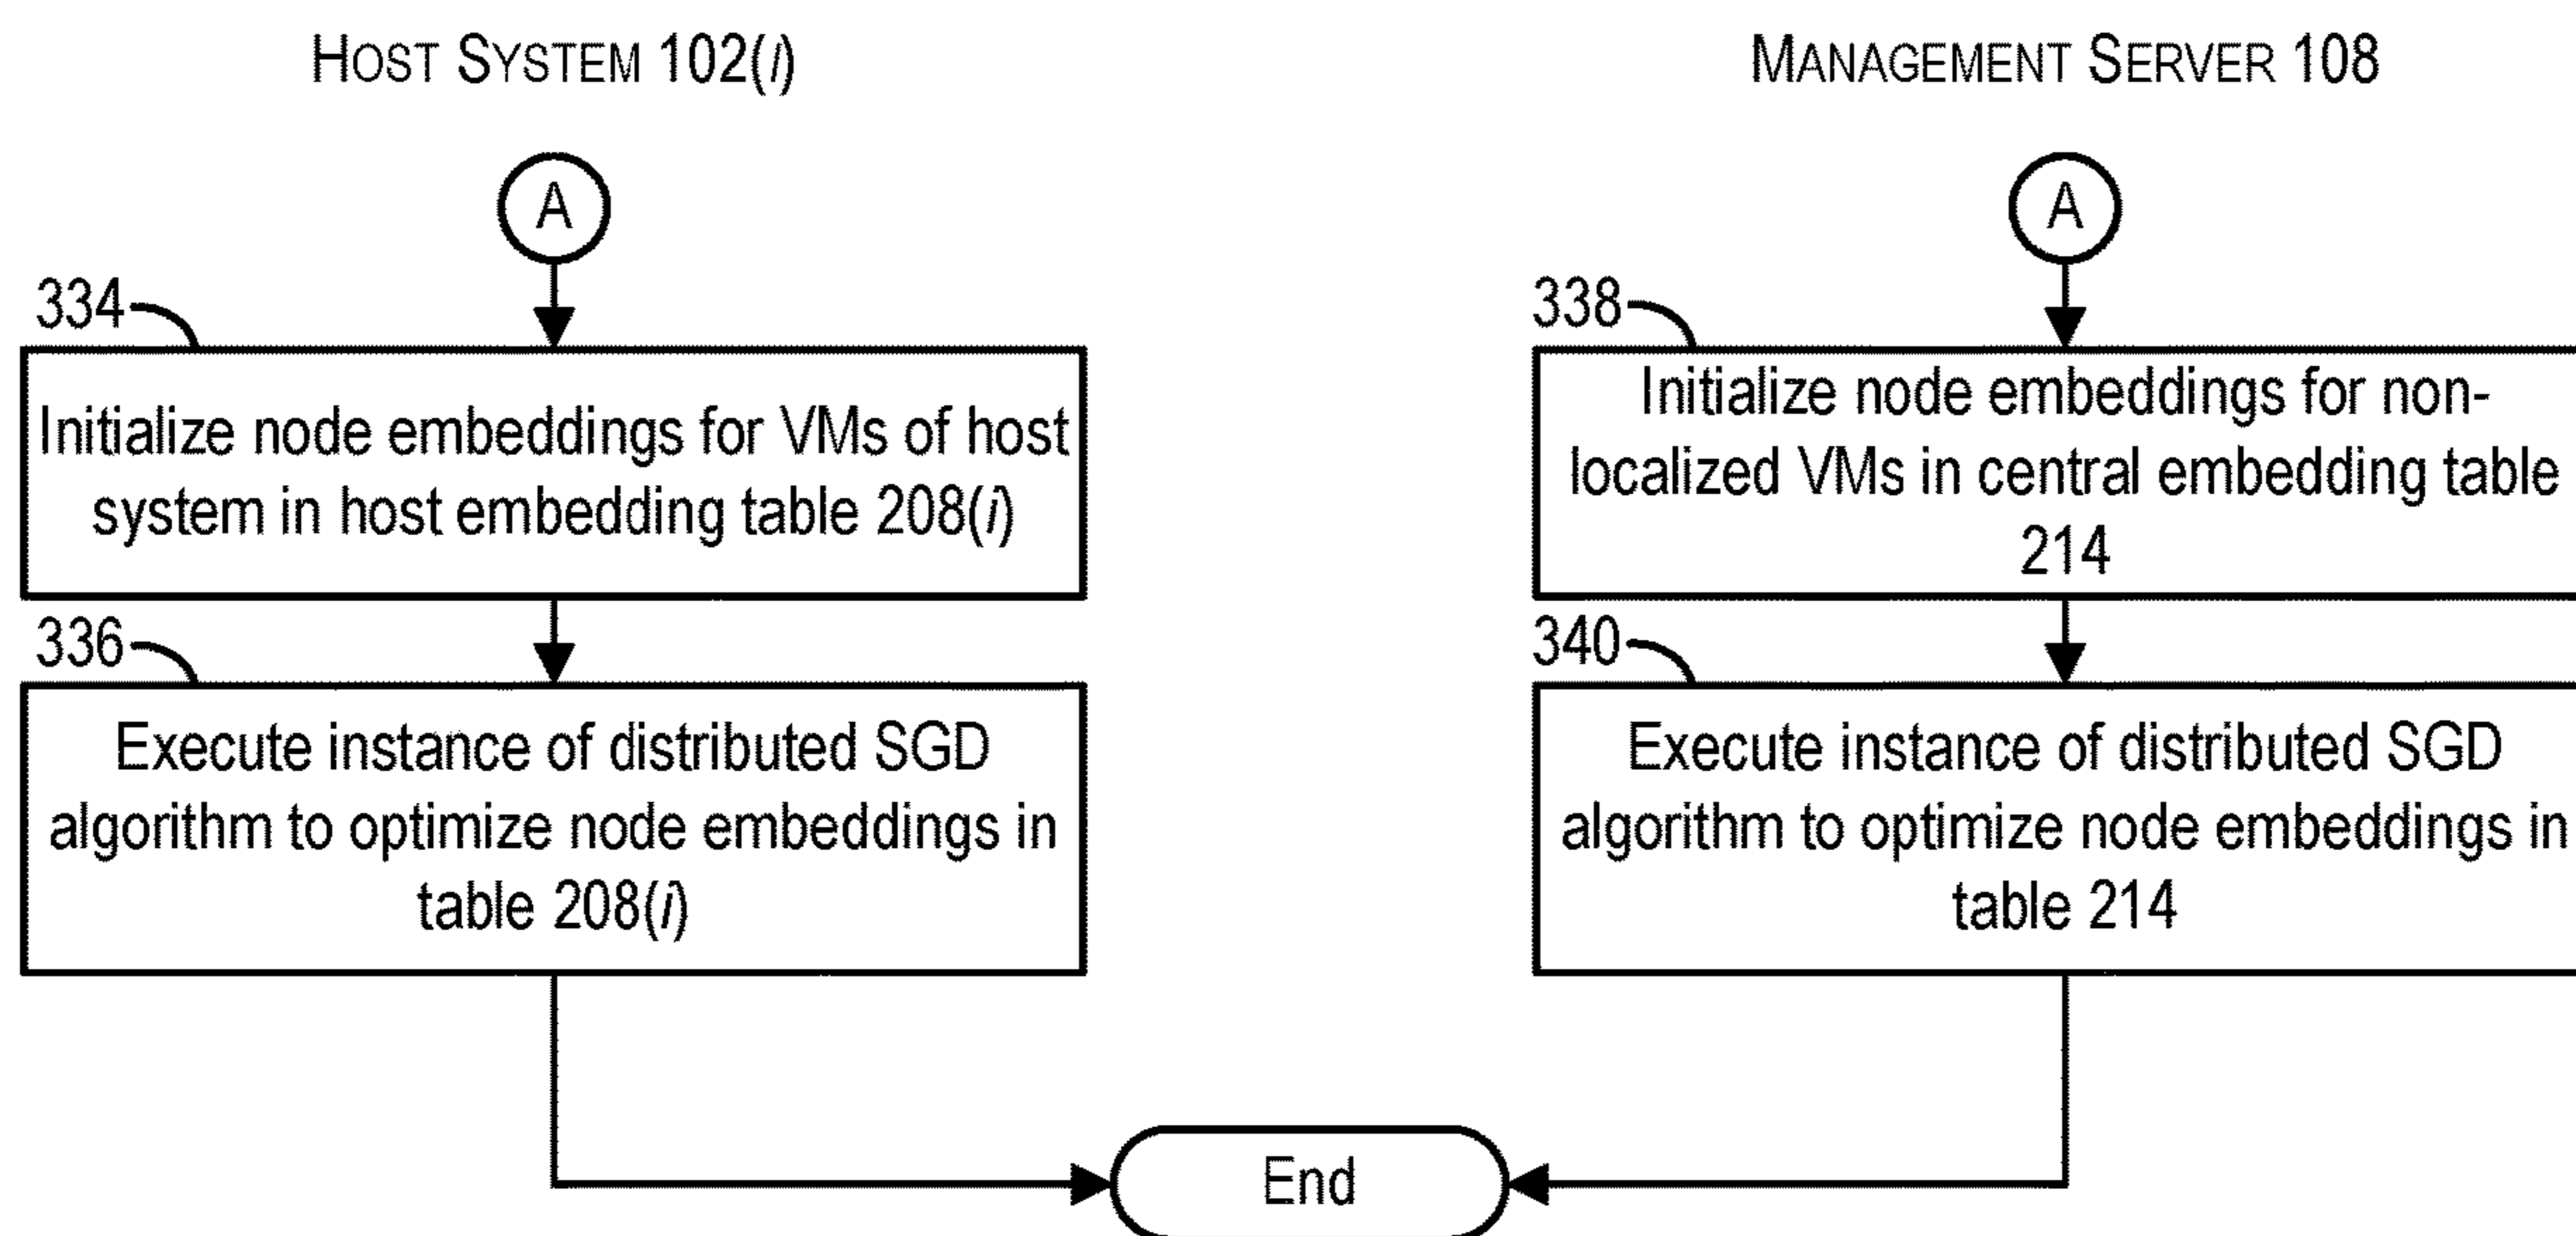 HOST SYSTEM 102(i)
A
334
Initialize node embeddings for VMs of host
system in host embedding table 208(i)
336
Execute instance of distributed SGD
algorithm to optimize node embeddings in
table 208(i)
MANAGEMENT SERVER 108
A
338
Initialize node embeddings for non-
localized VMs in central embedding table
214
340
Execute instance of distributed SGD
algorithm to optimize node embeddings in
table 214
End